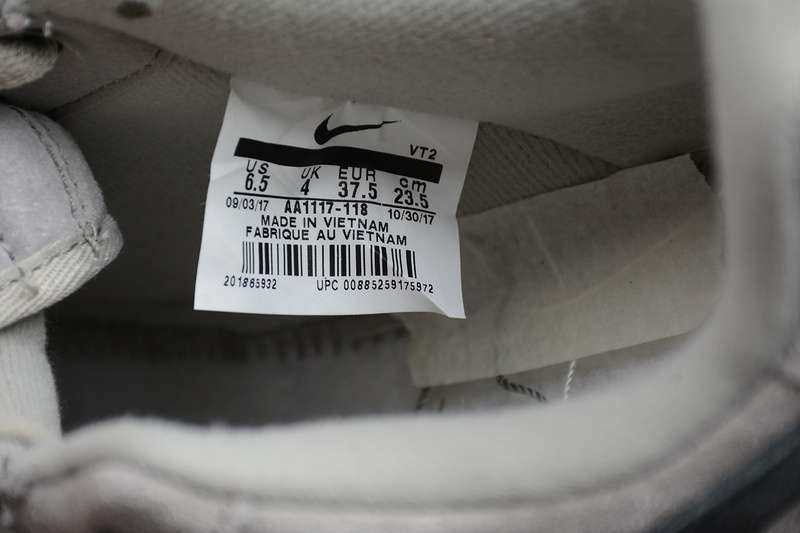 VT2
US UK EUR cm
6.5 4 37.5 23.5
09/03/17 AA1117-118 10/30/17
MADE IN VIETNAM
FABRIQUE AU VIETNAM
201865932 UPC 00885259175972